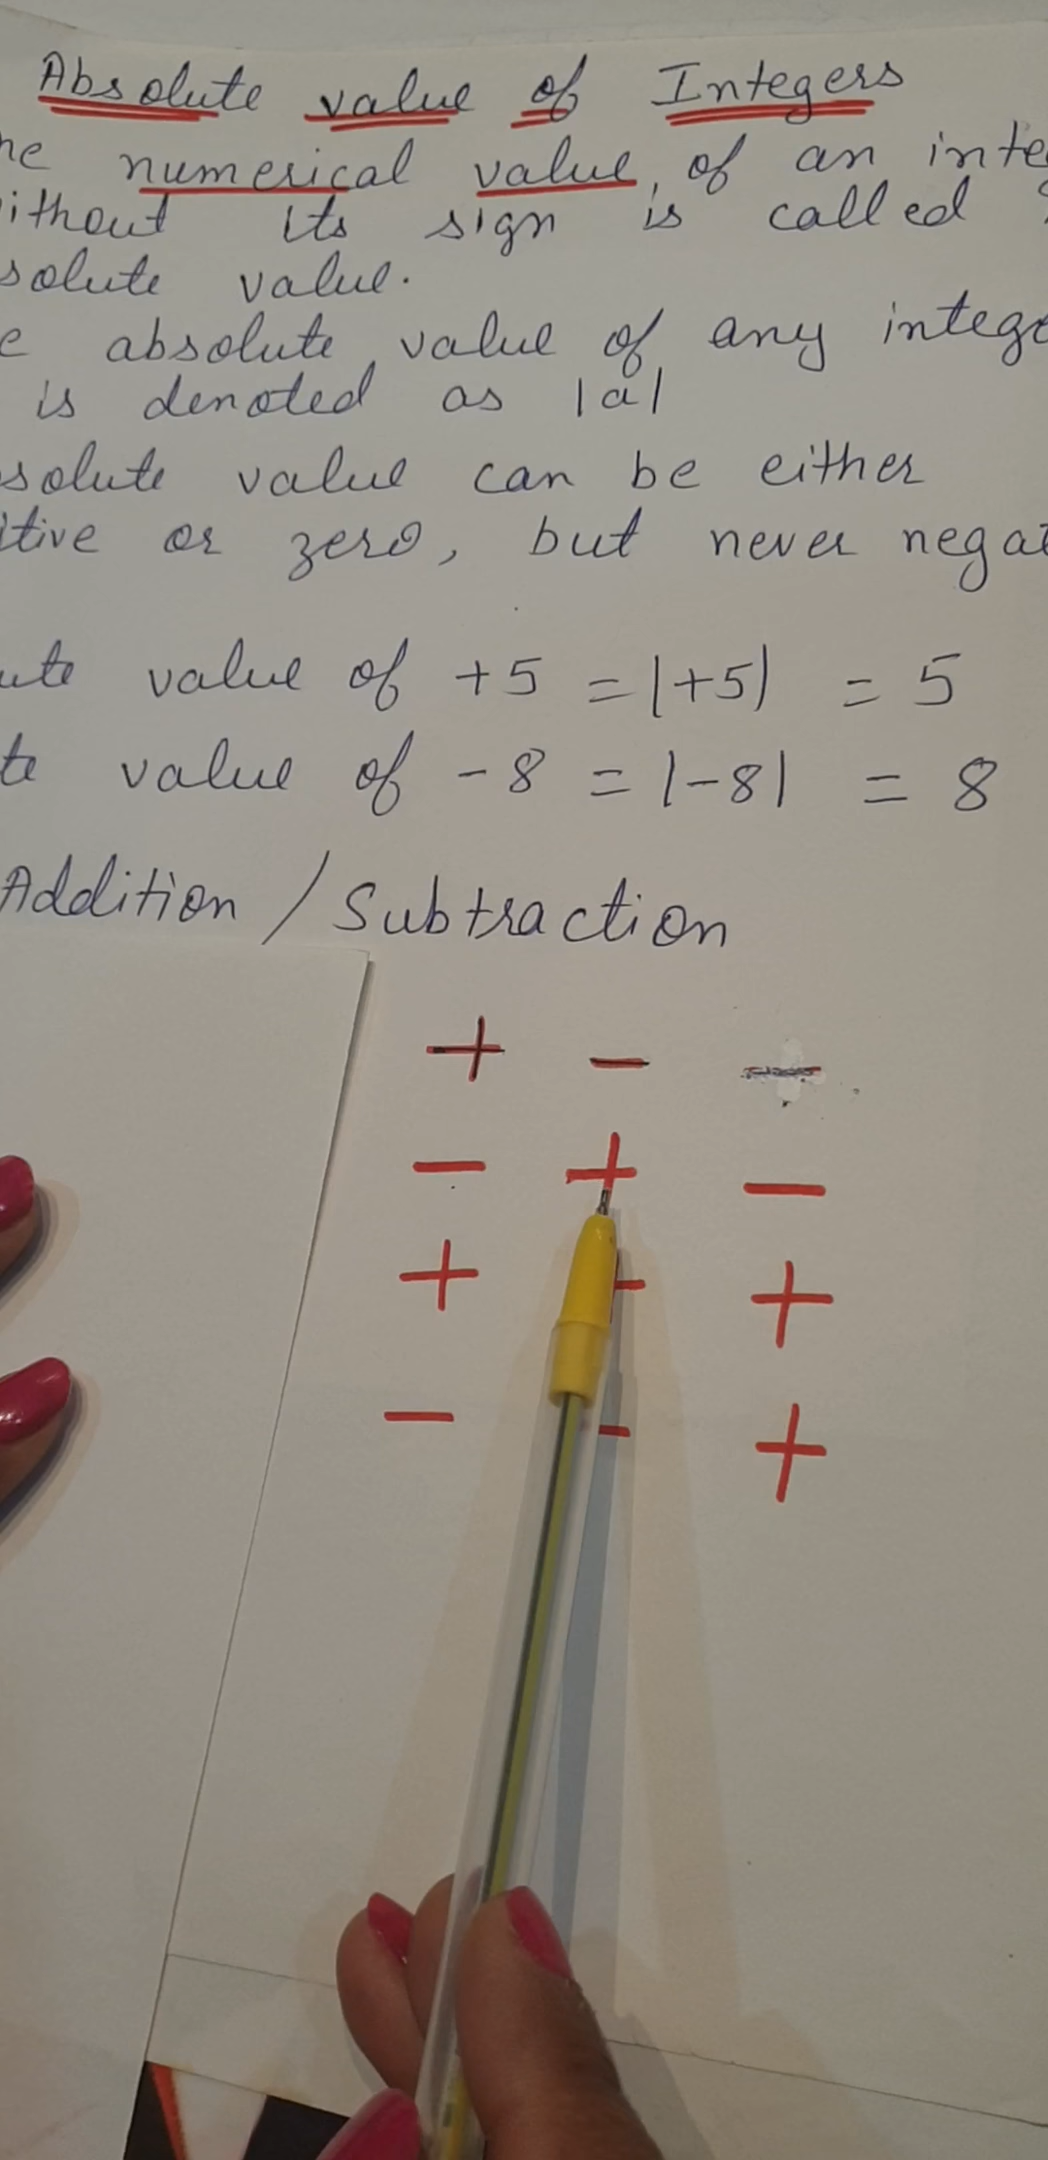 Absolute value of Integers
he numerical value, of an inte
ithout its sign is called
solute value.
e absolute value of any intege
is denoted as |a|
solute value can be either
itive or zero, but never negat
ute value of +5 = |+5| = 5
te value of -8 = |-8| = 8
Addition / Subtraction
+ - -
- + -
+ + +
- - +